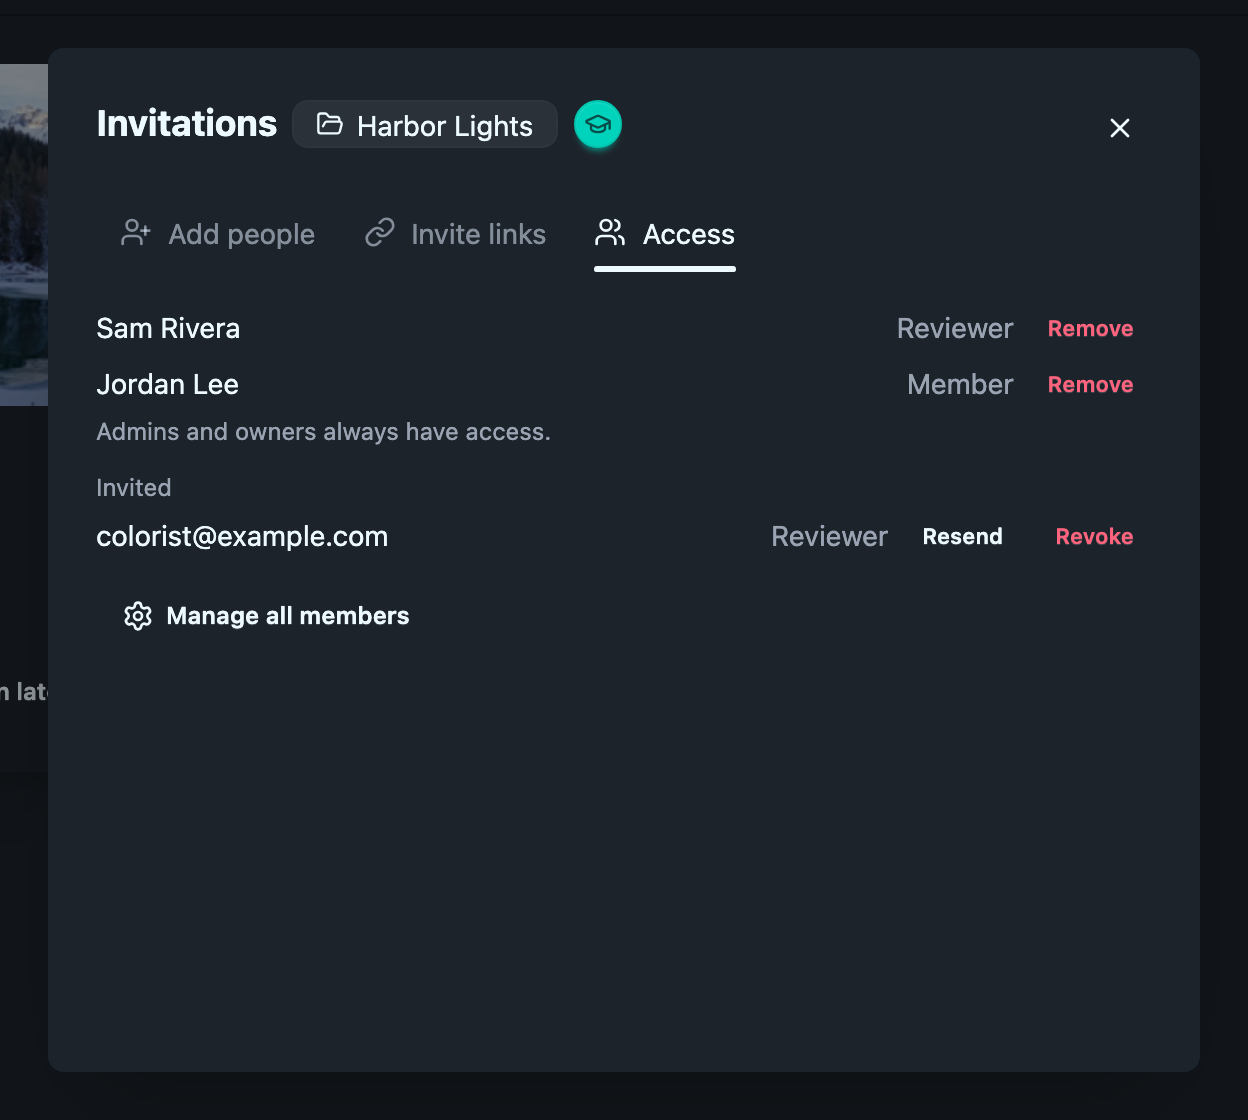 Invitations Harbor Lights
Add people Invite links Access
Sam Rivera Reviewer Remove
Jordan Lee Member Remove
Admins and owners always have access.
Invited
colorist@example.com Reviewer Resend Revoke
Manage all members